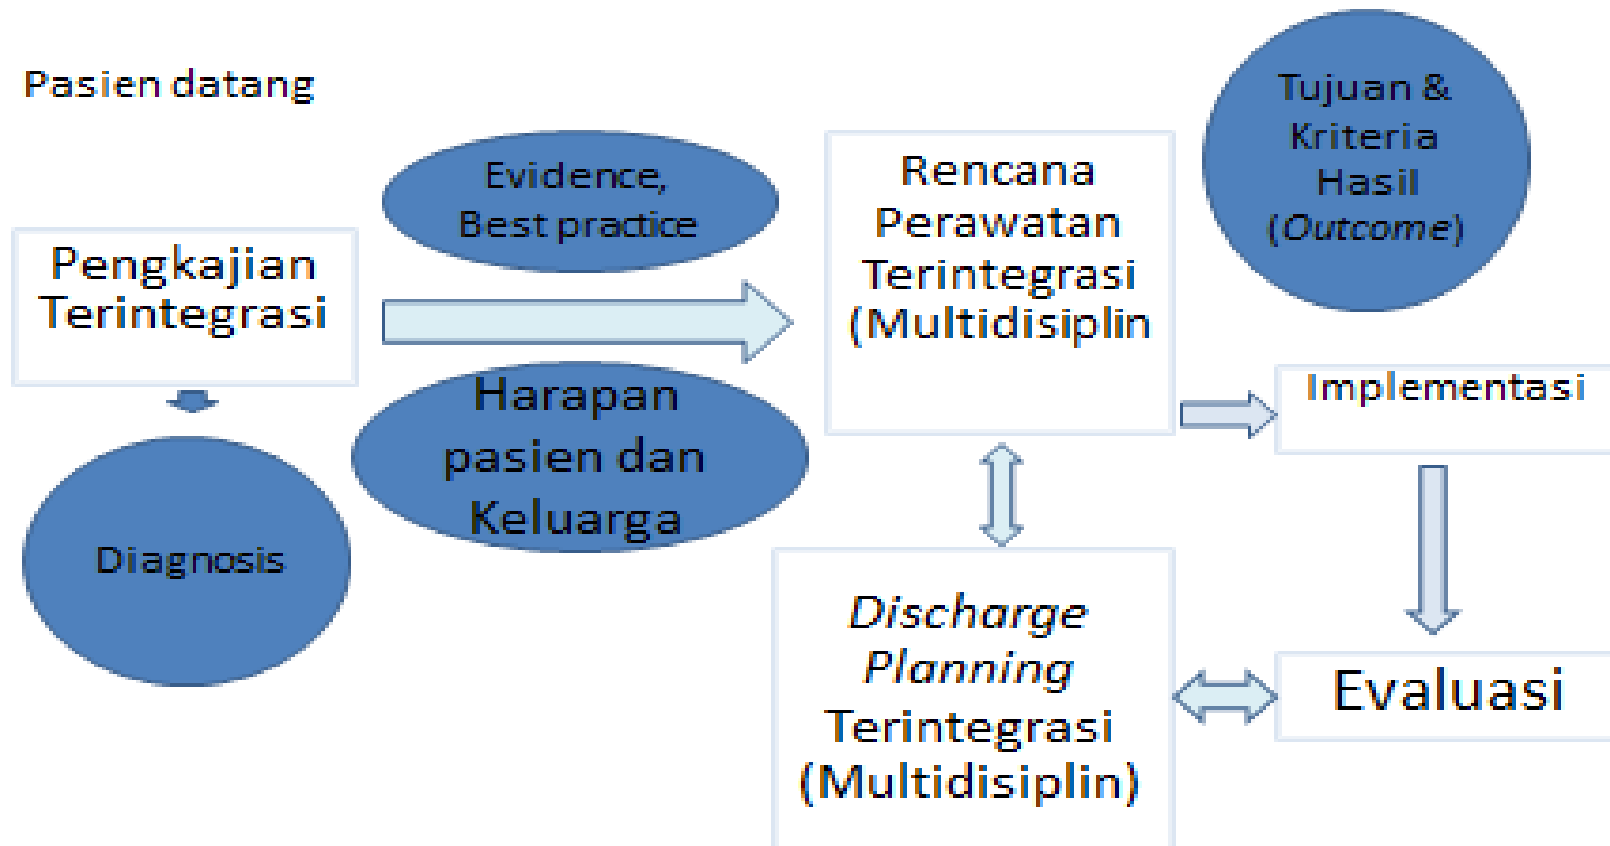 Pasien datang
Pengkajian
Terintegrasi
Diagnosis
Evidence,
Best practice
Harapan
pasien dan
Keluarga
Rencana
Perawatan
Terintegrasi
(Multidisiplin
Tujuan &
Kriteria
Hasil
(Outcome)
Implementasi
Evaluasi
Discharge
Planning
Terintegrasi
(Multidisiplin)